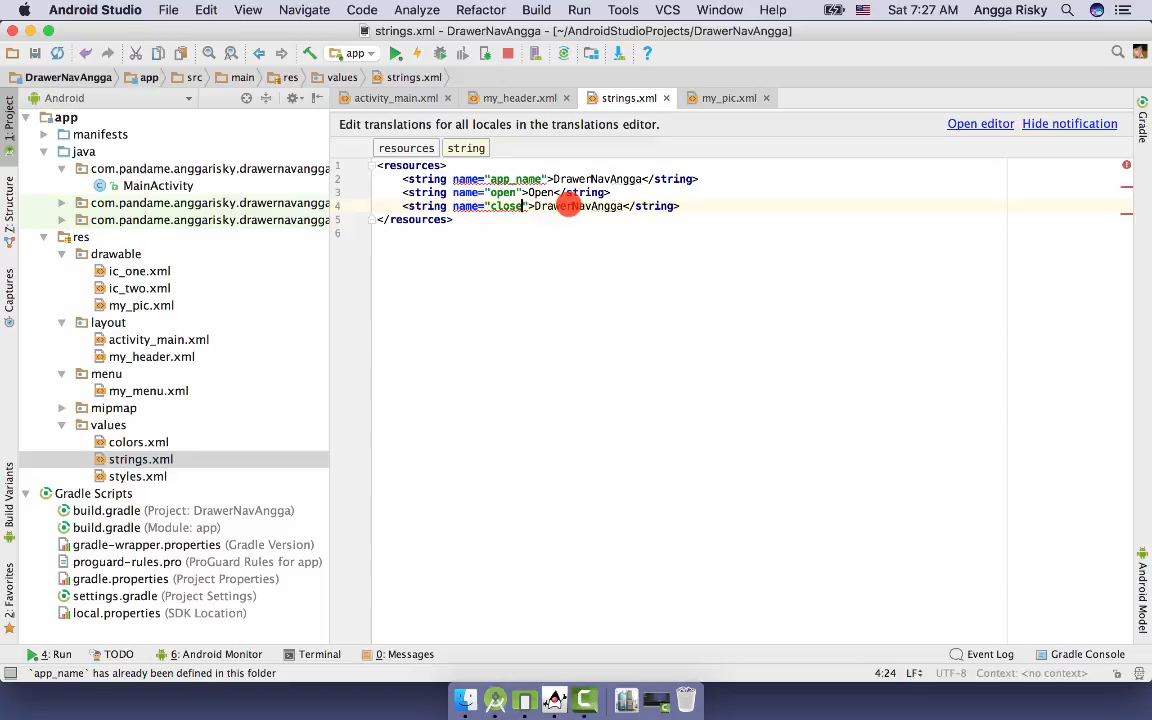 Android Studio File Edit View Navigate Code Analyze Refactor Build Run Tools VCS Window Help Sat 7:27 AM Angga Risky
strings.xml - DrawerNavAngga - [~/AndroidStudioProjects/DrawerNavAngga]
app
DrawerNavAngga app src main res values strings.xml
Android
activity_main.xml my_header.xml strings.xml my_pic.xml
Edit translations for all locales in the translations editor. Open editor Hide notification
resources string
1 <resources>
2 <string name="app_name">DrawerNavAngga</string>
3 <string name="open">Open</string>
4 <string name="close">DrawerNavAngga</string>
5 </resources>
6
app
manifests
java
com.pandame.anggarisky.drawernavangga
MainActivity
com.pandame.anggarisky.drawernavangga
com.pandame.anggarisky.drawernavangga
res
drawable
ic_one.xml
ic_two.xml
my_pic.xml
layout
activity_main.xml
my_header.xml
menu
my_menu.xml
mipmap
values
colors.xml
strings.xml
styles.xml
Gradle Scripts
build.gradle (Project: DrawerNavAngga)
build.gradle (Module: app)
gradle-wrapper.properties (Gradle Version)
proguard-rules.pro (ProGuard Rules for app)
gradle.properties (Project Properties)
settings.gradle (Project Settings)
local.properties (SDK Location)
1: Project
7: Structure
Captures
Build Variants
2: Favorites
Gradle
Android Model
4: Run TODO 6: Android Monitor Terminal 0: Messages Event Log Gradle Console
`app_name` has already been defined in this folder 4:24 LF UTF-8 Context: <no context>